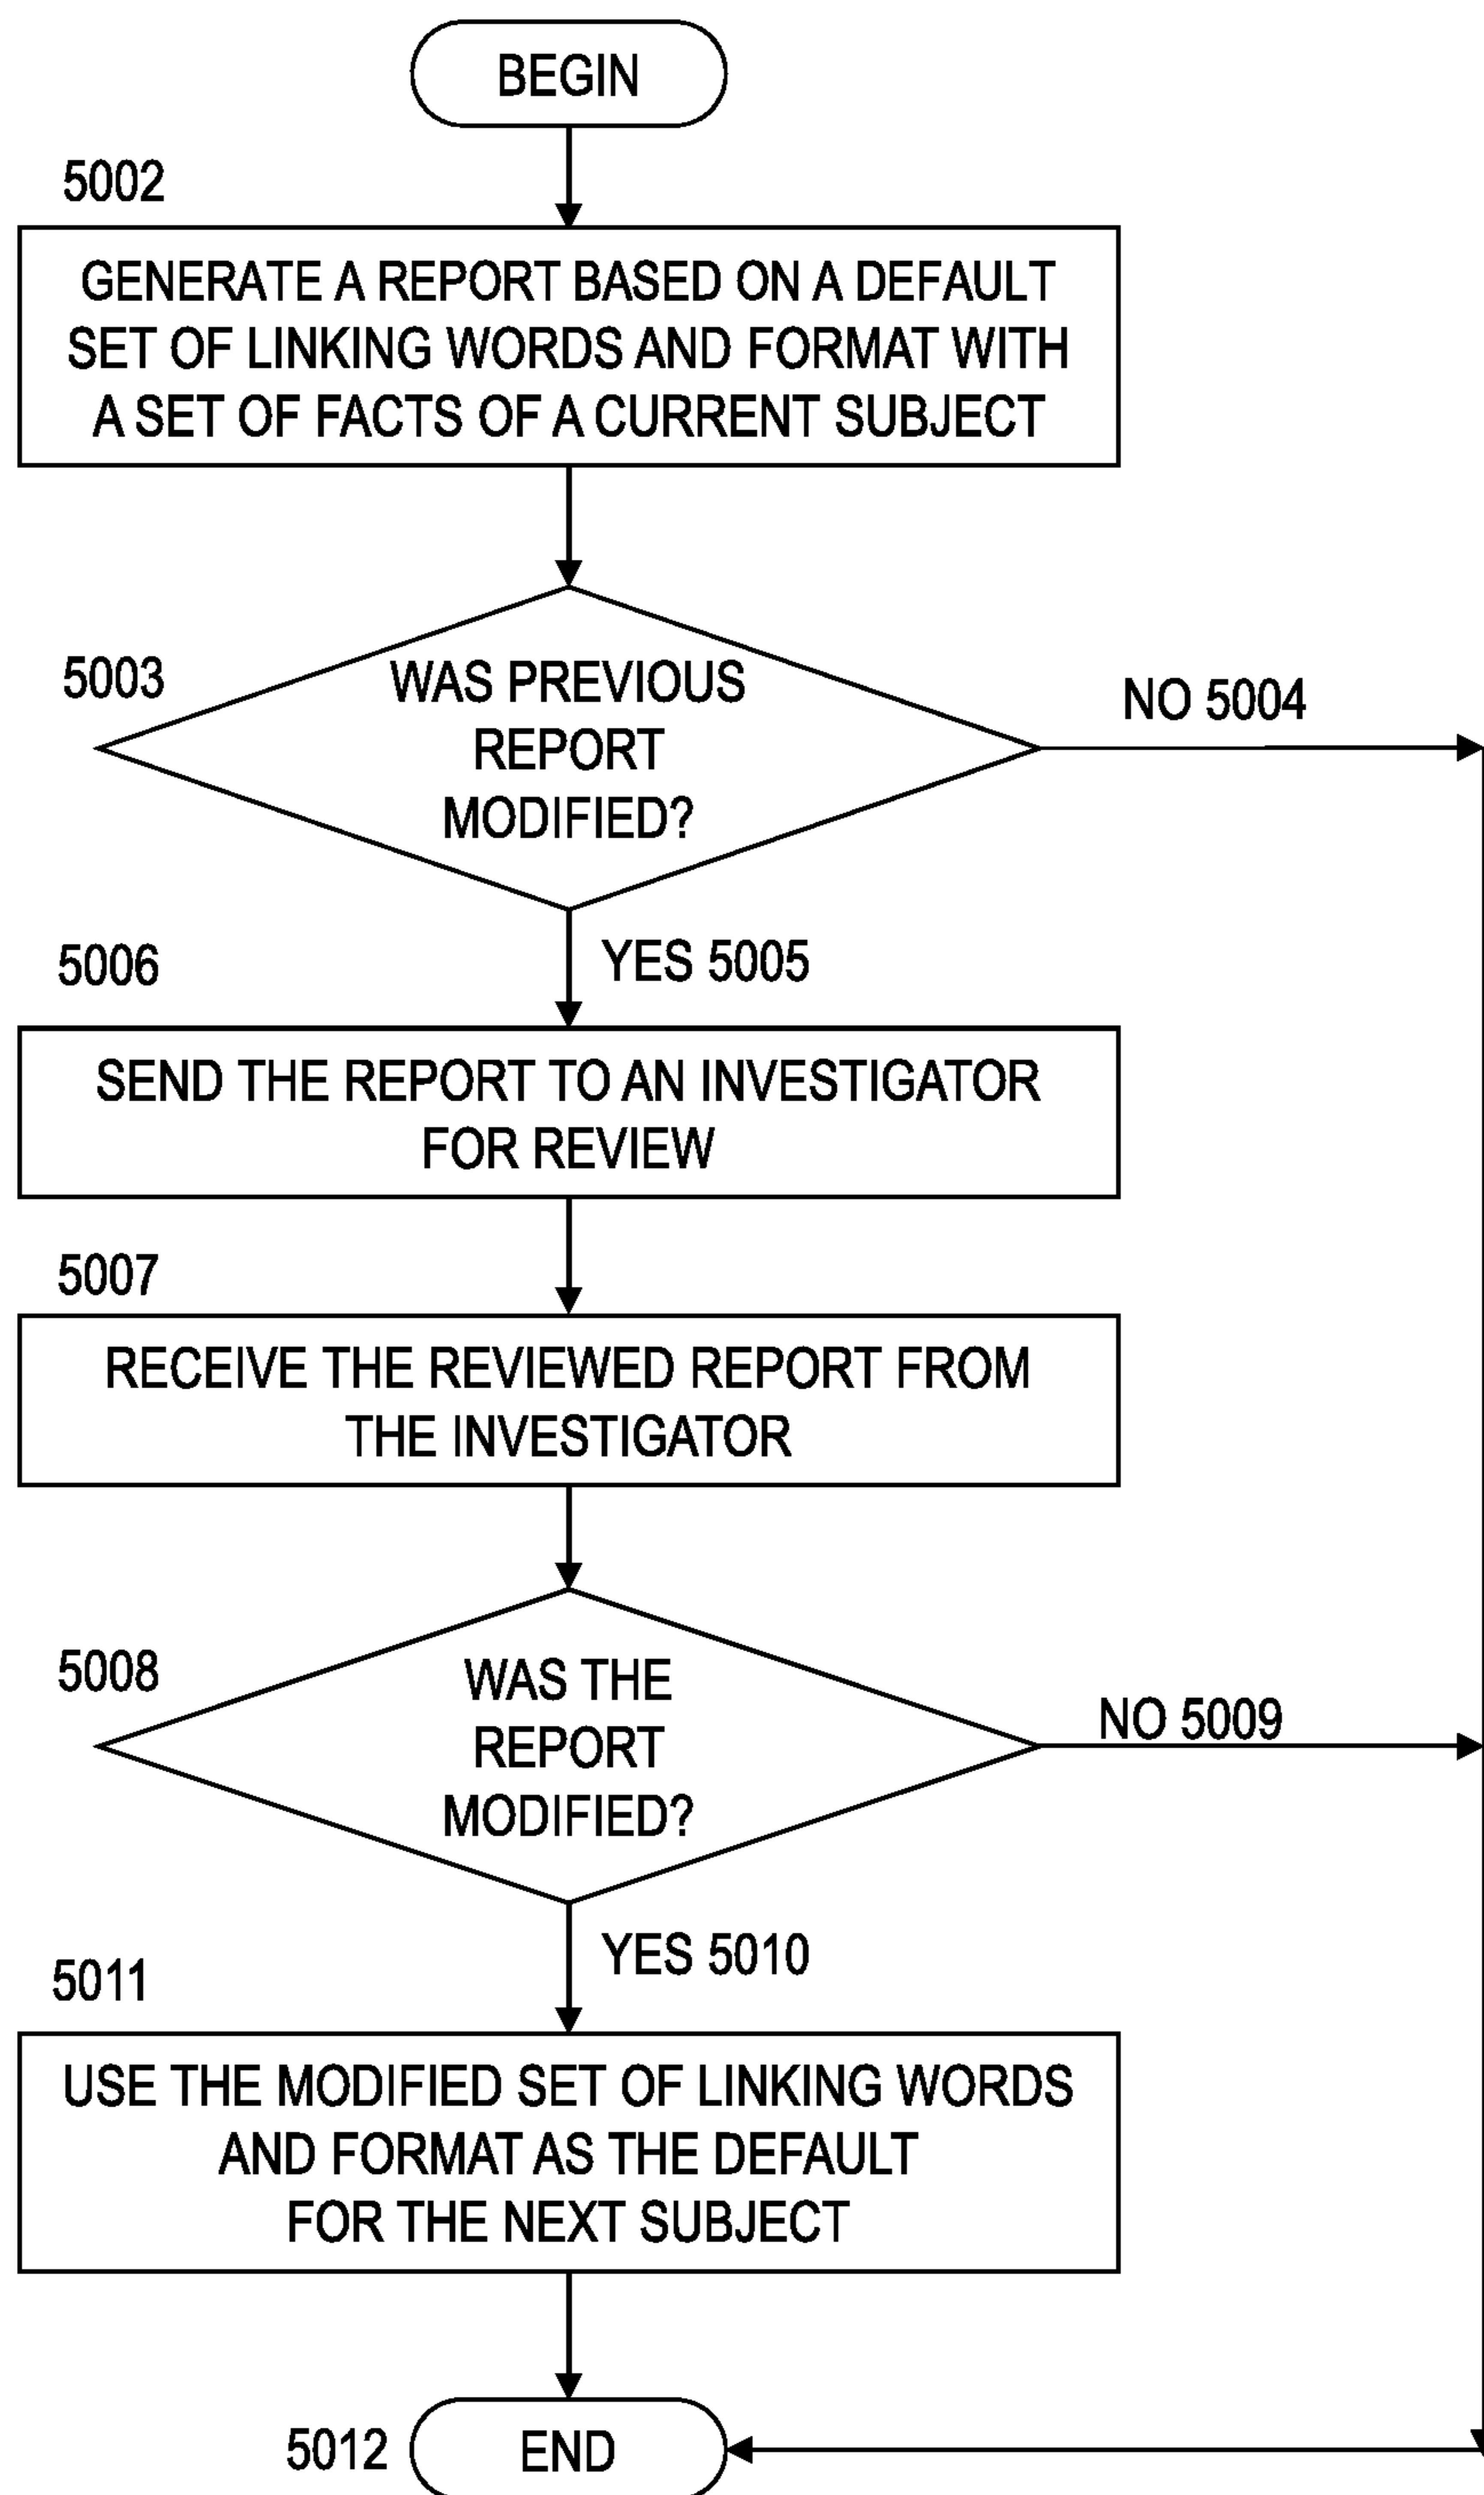 BEGIN
5002
GENERATE A REPORT BASED ON A DEFAULT
SET OF LINKING WORDS AND FORMAT WITH
A SET OF FACTS OF A CURRENT SUBJECT
5003
WAS PREVIOUS
REPORT
MODIFIED?
NO 5004
YES 5005
5006
SEND THE REPORT TO AN INVESTIGATOR
FOR REVIEW
5007
RECEIVE THE REVIEWED REPORT FROM
THE INVESTIGATOR
5008
WAS THE
REPORT
MODIFIED?
NO 5009
YES 5010
5011
USE THE MODIFIED SET OF LINKING WORDS
AND FORMAT AS THE DEFAULT
FOR THE NEXT SUBJECT
5012
END